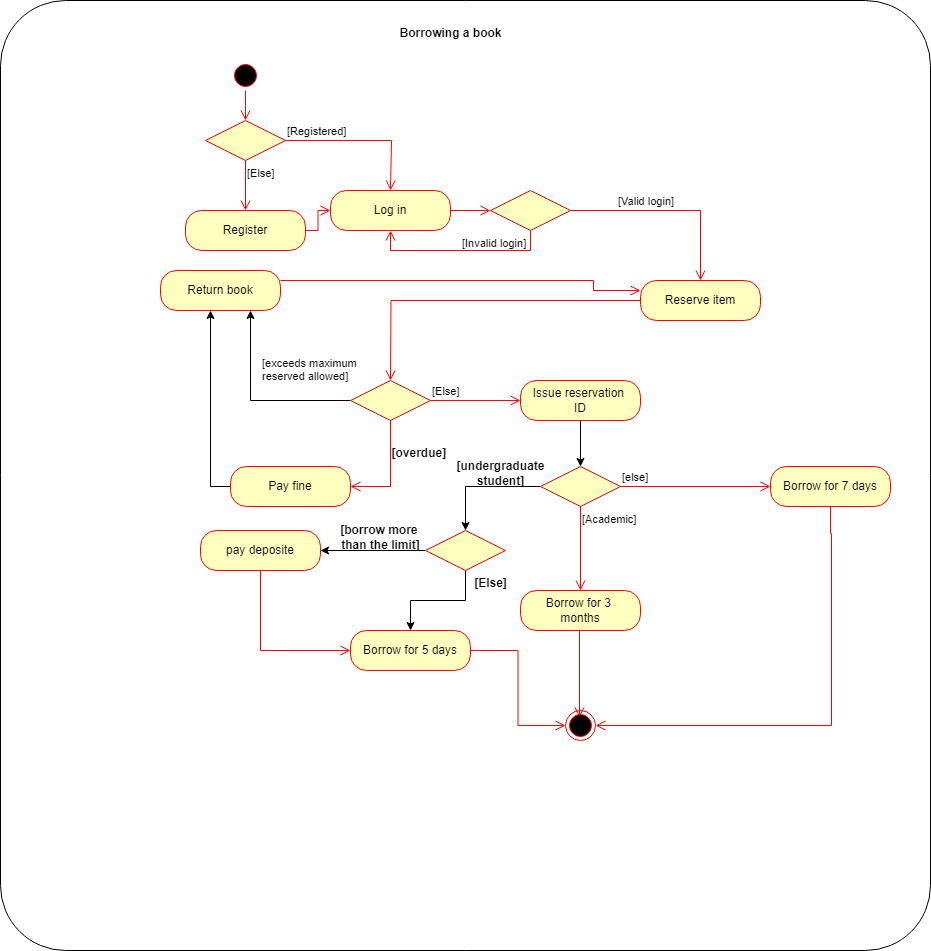 Borrowing a book
[Registered]
[Else]
Register
Log in
[Valid login]
[Invalid login]
Return book
Reserve item
[exceeds maximum
reserved allowed]
[Else]
Issue reservation
ID
[overdue]
Pay fine
[undergraduate
student]
[else]
Borrow for 7 days
[Academic]
[borrow more
than the limit]
pay deposite
[Else]
Borrow for 3
months
Borrow for 5 days